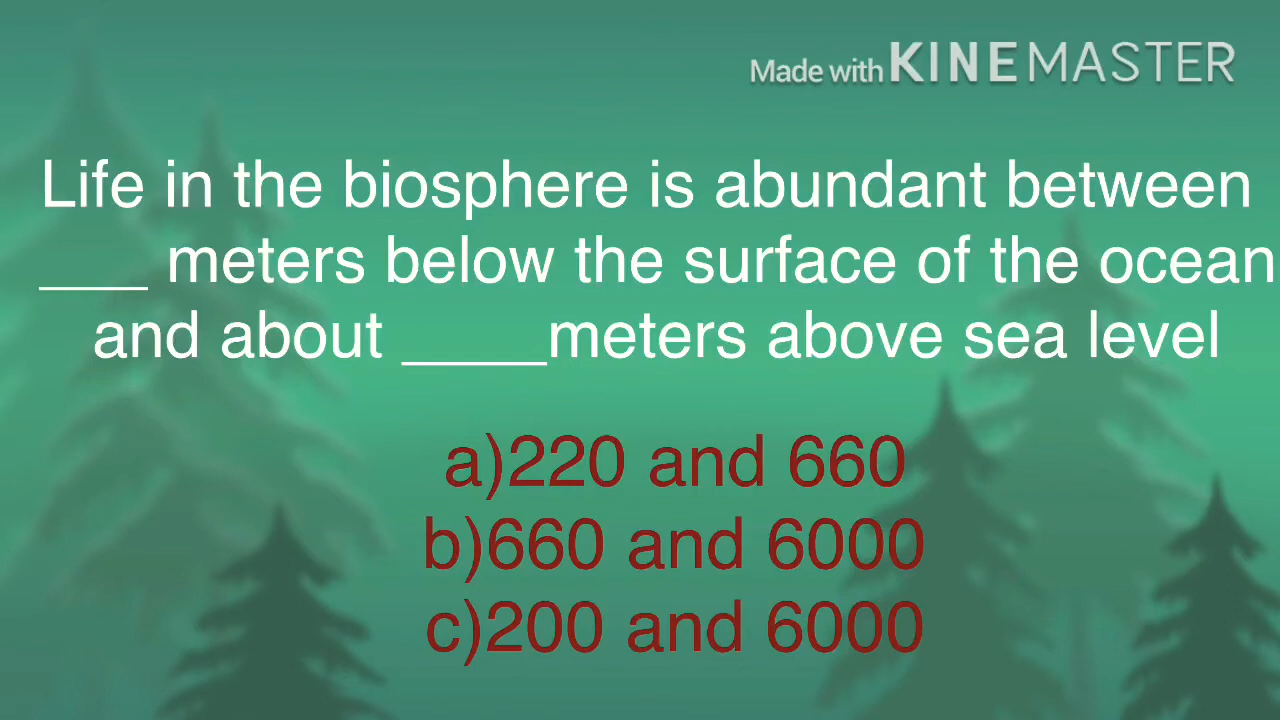 Made with KINEMASTER
Life in the biosphere is abundant between
____ meters below the surface of the ocean
and about _____meters above sea level
a)220 and 660
b)660 and 6000
c)200 and 6000